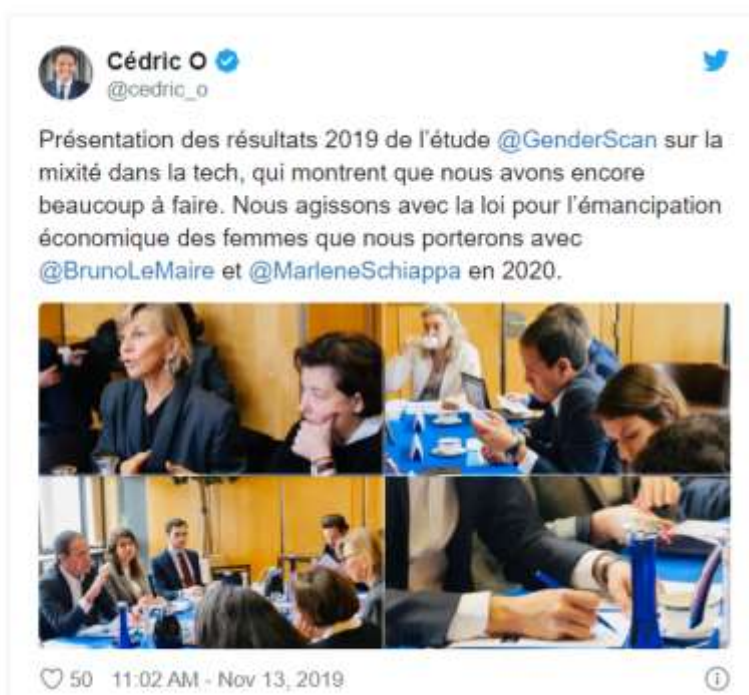 Cédric O
@cedric_o
Présentation des résultats 2019 de l'étude @GenderScan sur la
mixité dans la tech, qui montrent que nous avons encore
beaucoup à faire. Nous agissons avec la loi pour l'émancipation
économique des femmes que nous porterons avec
@BrunoLeMaire et @MarleneSchiappa en 2020.
50 11:02 AM - Nov 13, 2019